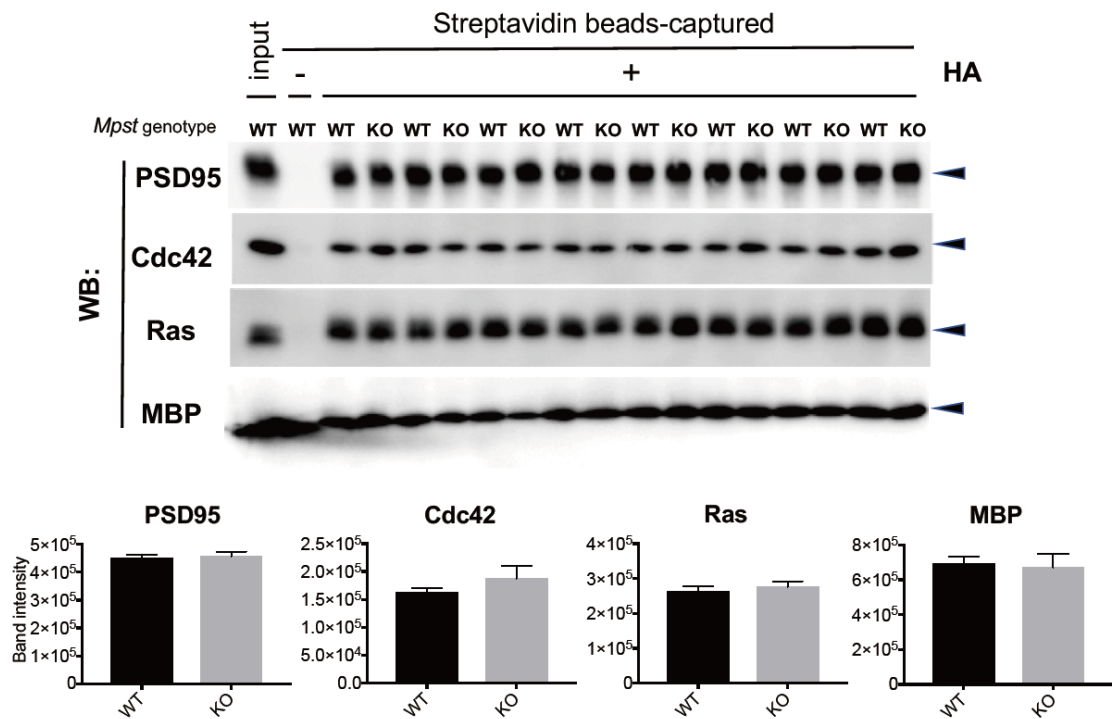 Streptavidin beads-captured
input - + HA
Mpst genotype WT WT WT KO WT KO WT KO WT KO WT KO WT KO WT KO WT KO
WB:
PSD95
Cdc42
Ras
MBP
PSD95 Cdc42 Ras MBP
Band intensity
5×10⁵ 2.5×10⁵ 4×10⁵ 8×10⁵
4×10⁵ 2.0×10⁵ 3×10⁵ 6×10⁵
3×10⁵ 1.5×10⁵ 2×10⁵ 4×10⁵
2×10⁵ 1.0×10⁵ 1×10⁵ 2×10⁵
1×10⁵ 5.0×10⁴
0 0.0 0 0
WT KO WT KO WT KO WT KO